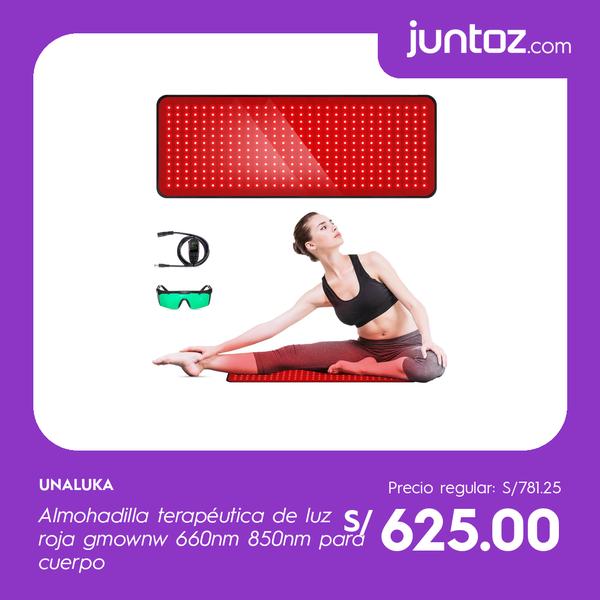 juntoz.com
UNALUKA
Precio regular: S/781.25
Almohadilla terapéutica de luz
roja gmownw 660nm 850nm para
cuerpo
S/ 625.00